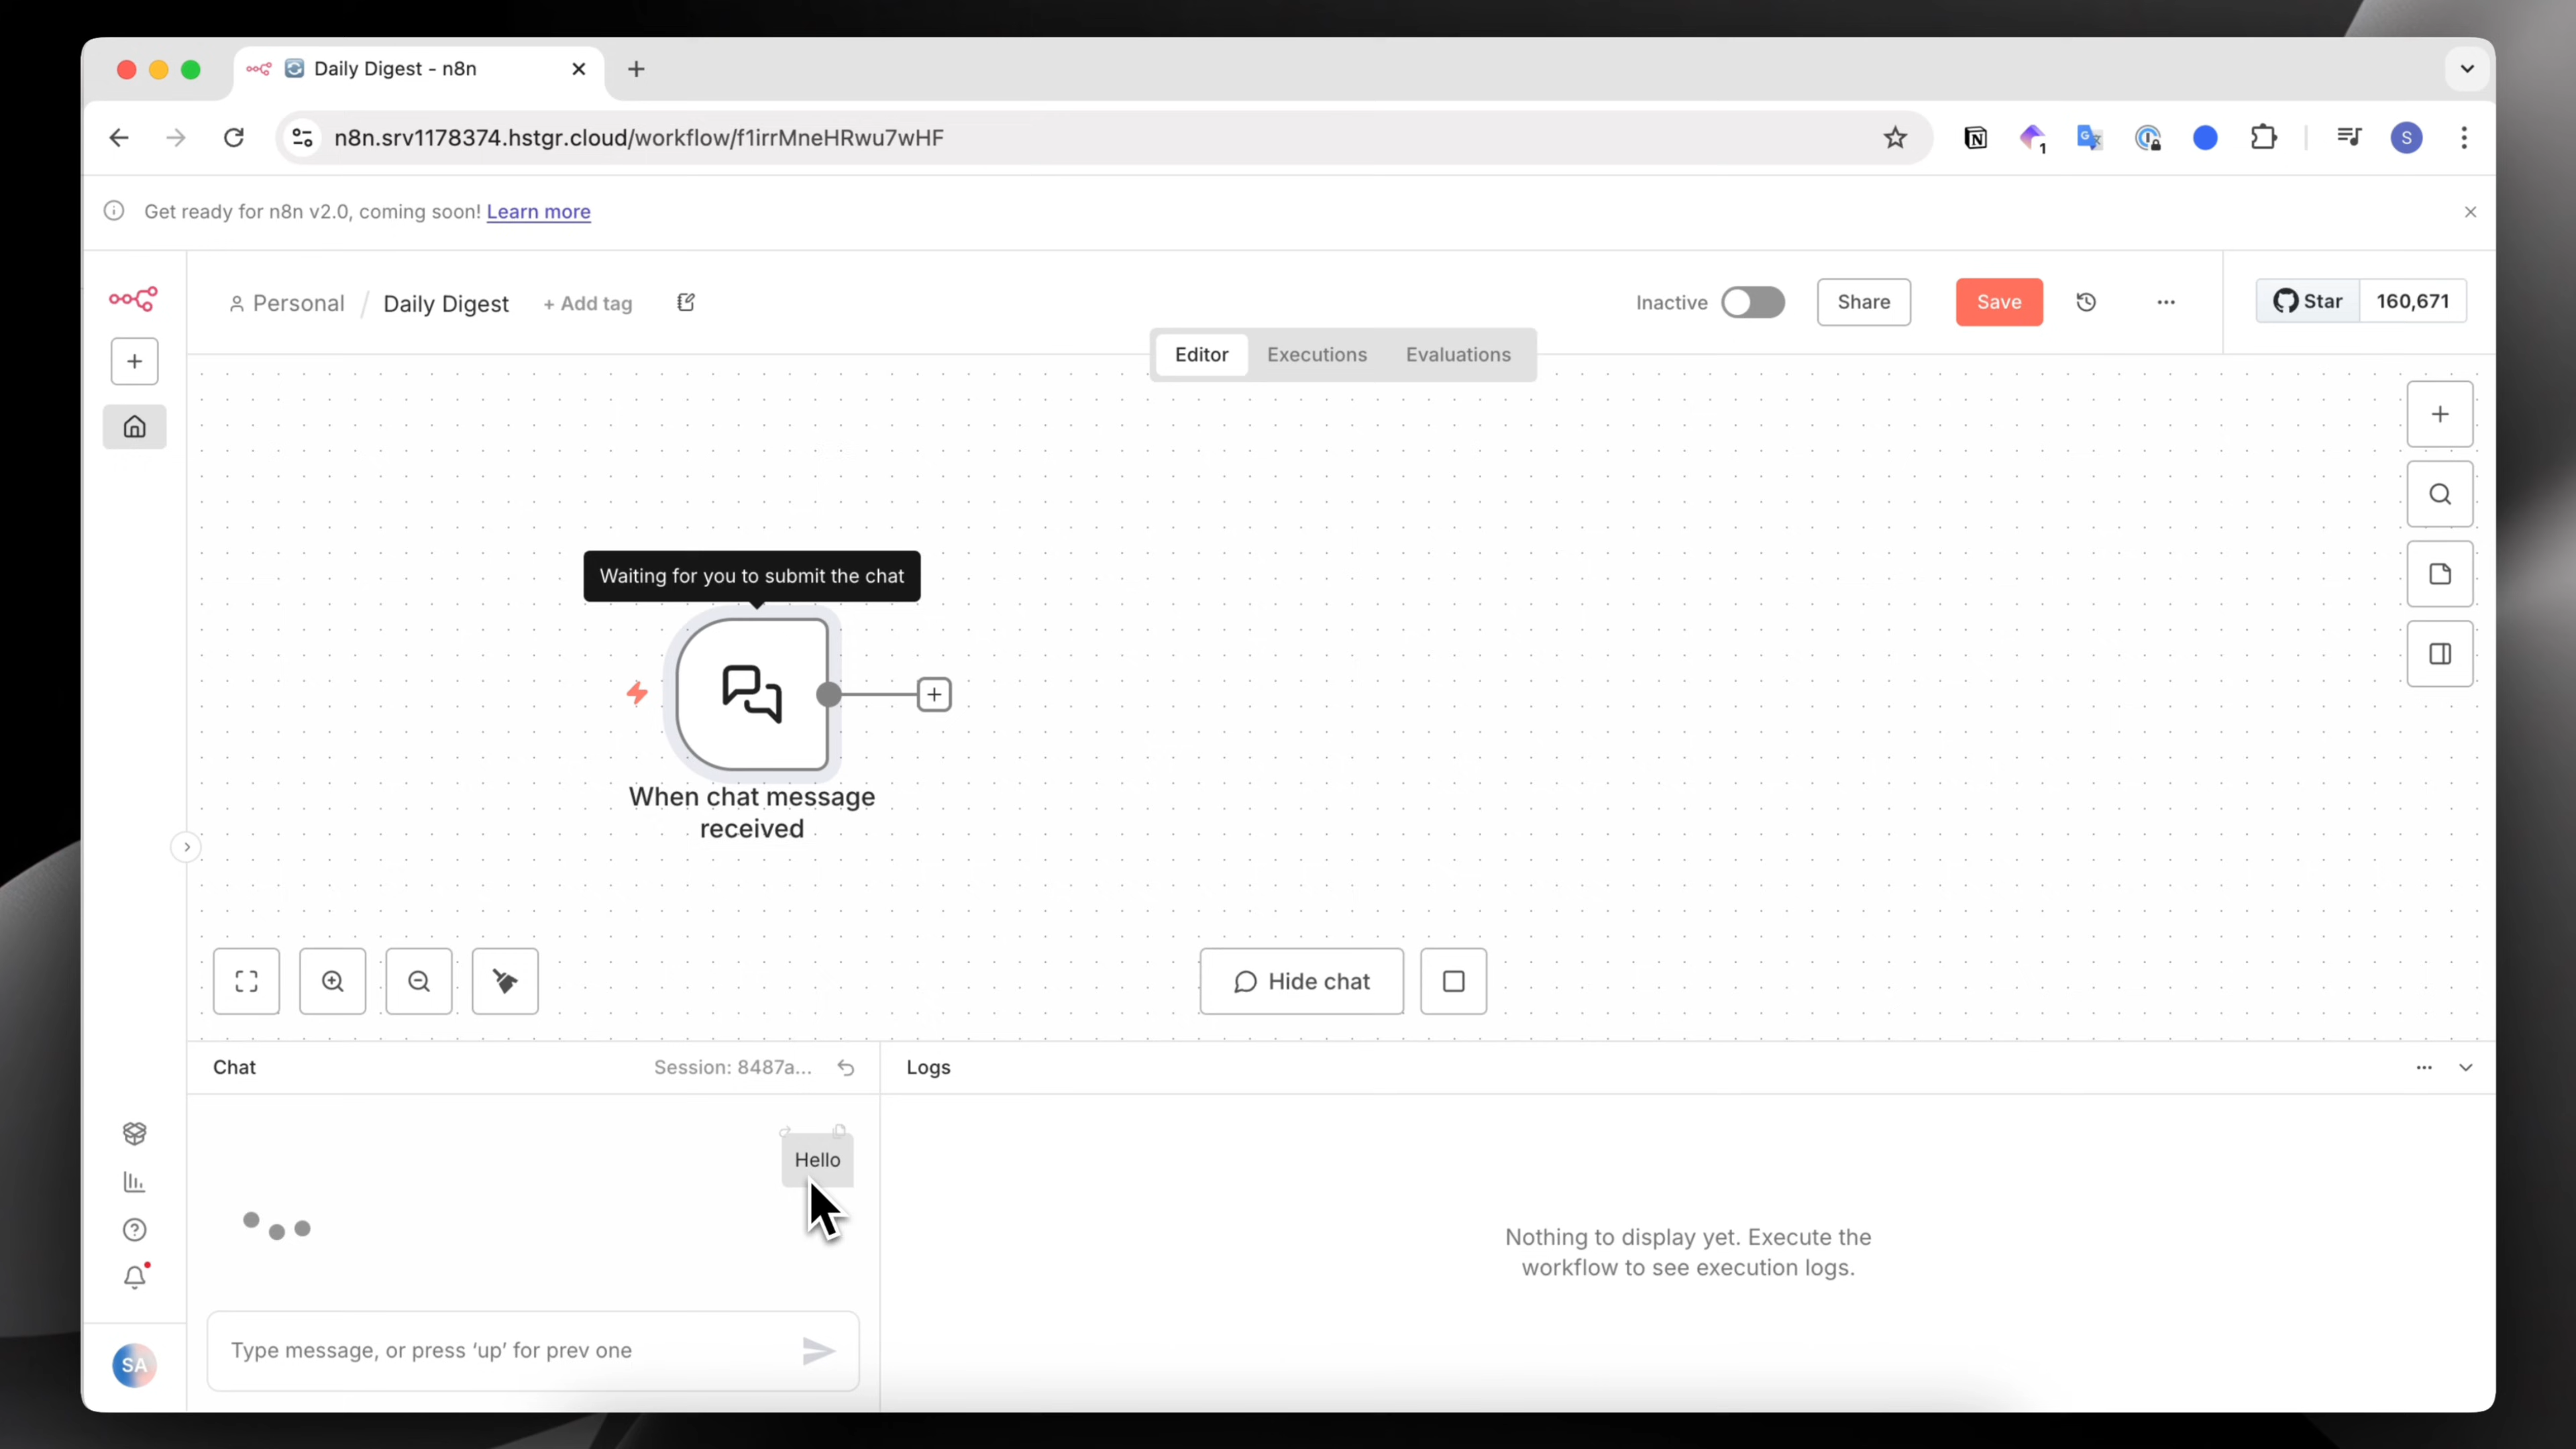 Daily Digest - n8n
n8n.srv1178374.hstgr.cloud/workflow/f1irrMneHRwu7wHF
1
S
Get ready for n8n v2.0, coming soon! Learn more
Personal / Daily Digest + Add tag
Inactive
Share
Save
Star 160,671
Editor Executions Evaluations
Waiting for you to submit the chat
When chat message
received
Hide chat
Chat
Session: 8487a...
Logs
Hello
Nothing to display yet. Execute the
workflow to see execution logs.
Type message, or press ‘up’ for prev one
SA